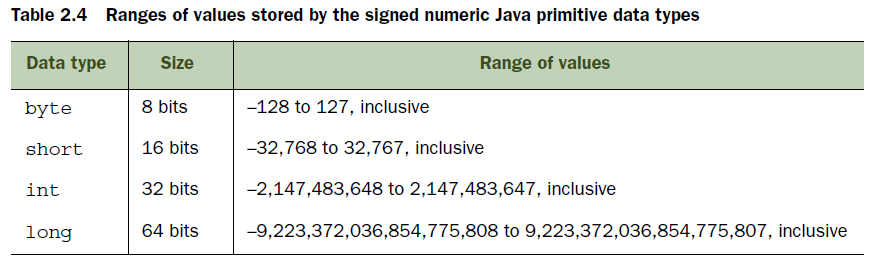 Table 2.4 Ranges of values stored by the signed numeric Java primitive data types
Data type Size Range of values
byte 8 bits –128 to 127, inclusive
short 16 bits –32,768 to 32,767, inclusive
int 32 bits –2,147,483,648 to 2,147,483,647, inclusive
long 64 bits –9,223,372,036,854,775,808 to 9,223,372,036,854,775,807, inclusive